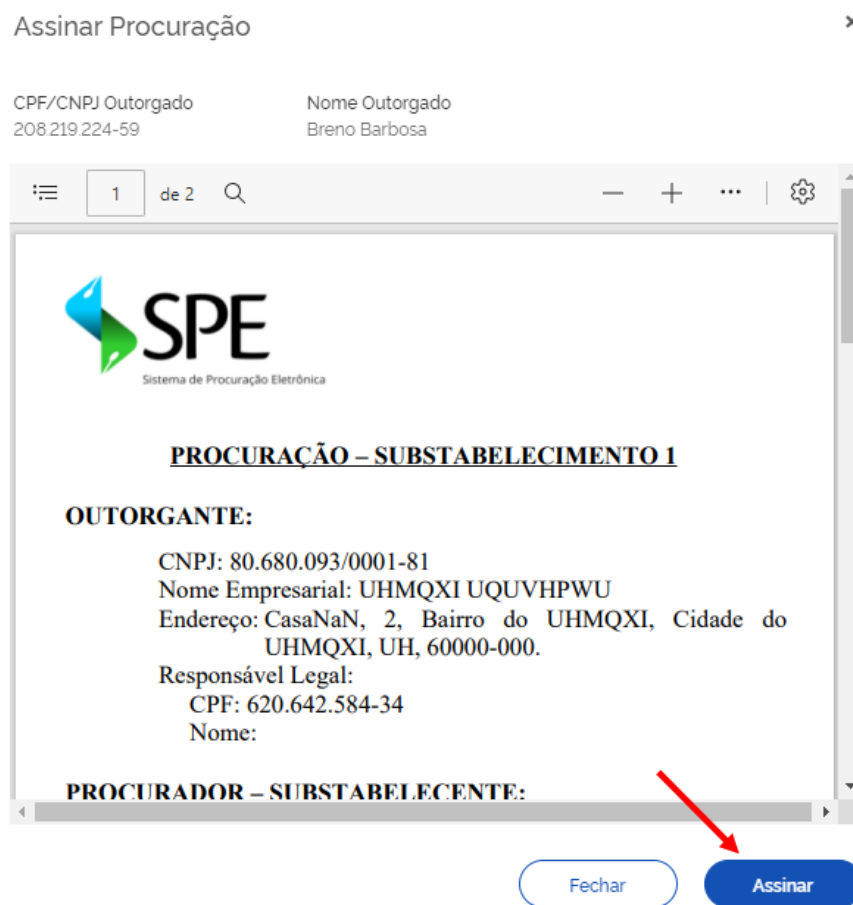 Assinar Procuração
CPF/CNPJ Outorgado
Nome Outorgado
208.219.224-59
Breno Barbosa
1 de 2
SPE
Sistema de Procuração Eletrônica
PROCURAÇÃO – SUBSTABELECIMENTO 1
OUTORGANTE:
CNPJ: 80.680.093/0001-81
Nome Empresarial: UHMQXI UQUVHPWU
Endereço: CasaNaN, 2, Bairro do UHMQXI, Cidade do
UHMQXI, UH, 60000-000.
Responsável Legal:
CPF: 620.642.584-34
Nome:
PROCURADOR – SUBSTABELECENTE:
Fechar
Assinar